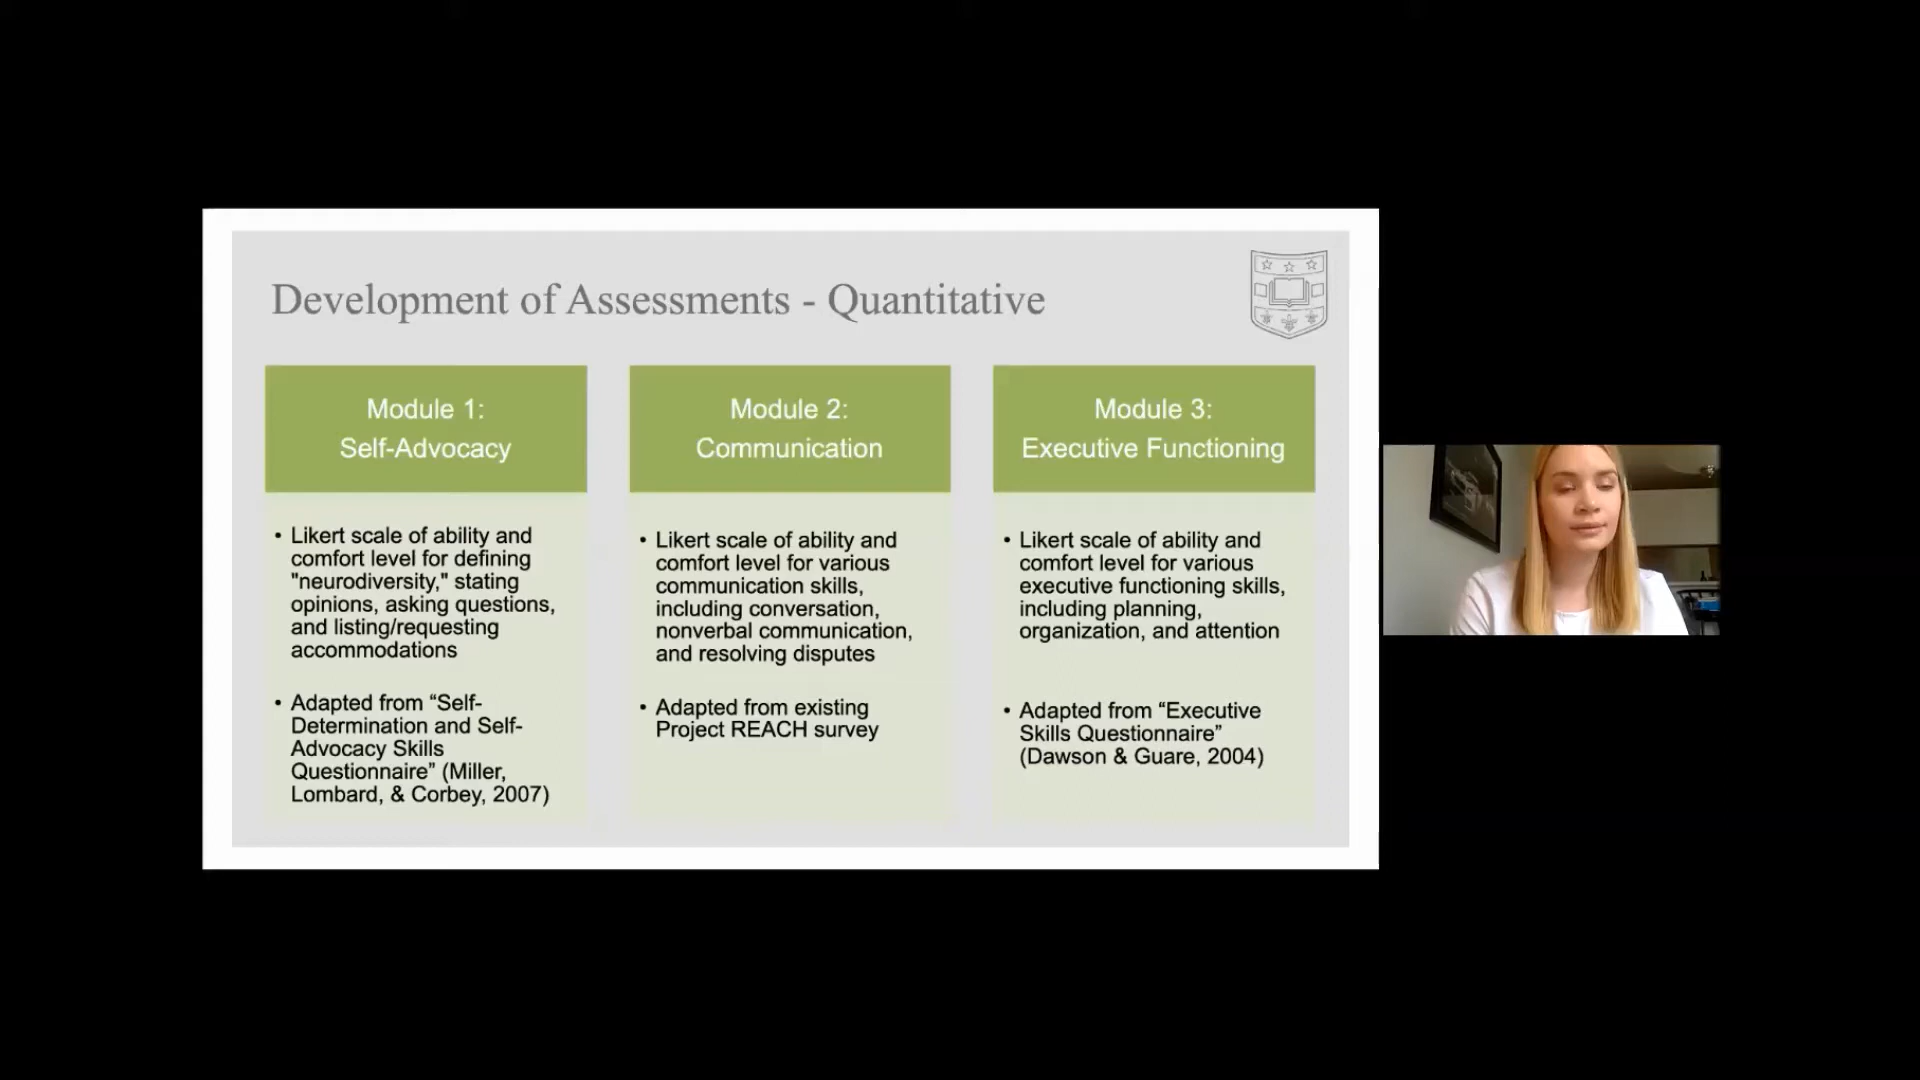 Development of Assessments - Quantitative
Module 1:
Self-Advocacy
• Likert scale of ability and
comfort level for defining
"neurodiversity," stating
opinions, asking questions,
and listing/requesting
accommodations
• Adapted from “Self-
Determination and Self-
Advocacy Skills
Questionnaire” (Miller,
Lombard, & Corbey, 2007)
Module 2:
Communication
• Likert scale of ability and
comfort level for various
communication skills,
including conversation,
nonverbal communication,
and resolving disputes
• Adapted from existing
Project REACH survey
Module 3:
Executive Functioning
• Likert scale of ability and
comfort level for various
executive functioning skills,
including planning,
organization, and attention
• Adapted from “Executive
Skills Questionnaire”
(Dawson & Guare, 2004)